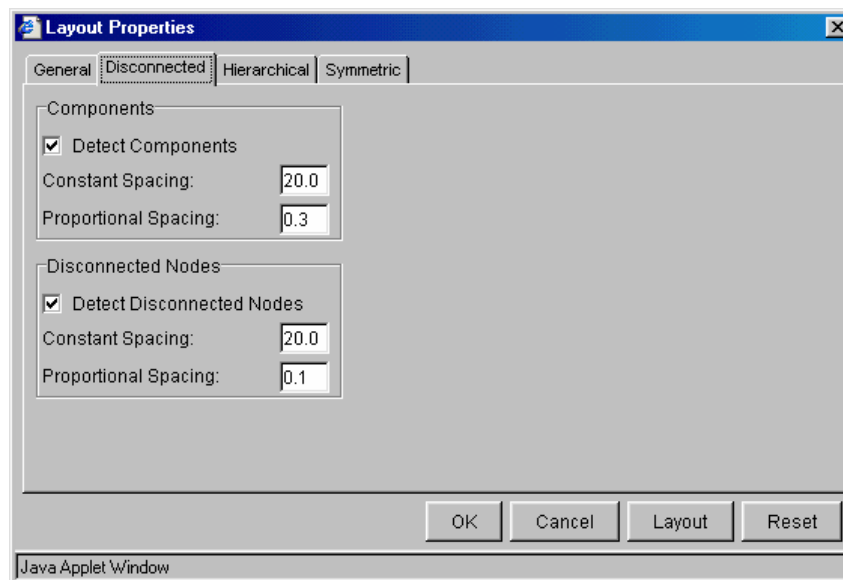 Layout Properties
General Disconnected Hierarchical Symmetric
Components
Detect Components
Constant Spacing: 20.0
Proportional Spacing: 0.3
Disconnected Nodes
Detect Disconnected Nodes
Constant Spacing: 20.0
Proportional Spacing: 0.1
OK Cancel Layout Reset
Java Applet Window